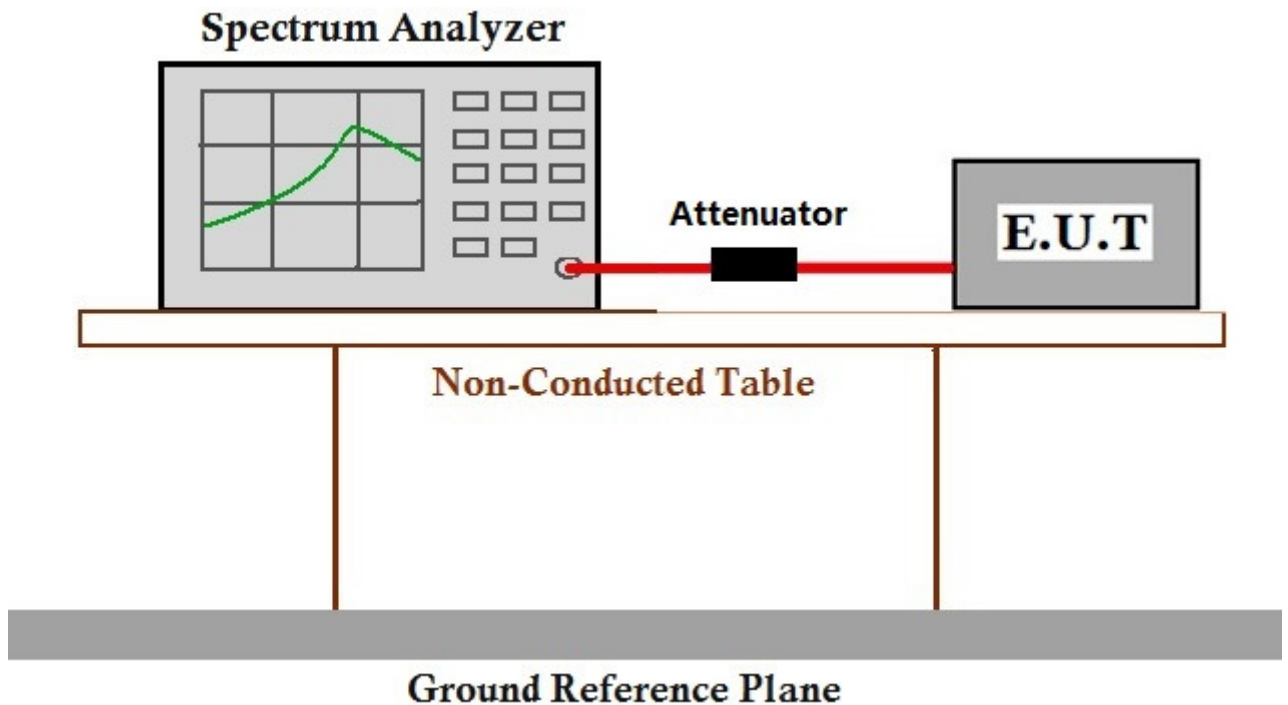 Spectrum Analyzer
Attenuator
E.U.T
Non-Conducted Table
Ground Reference Plane